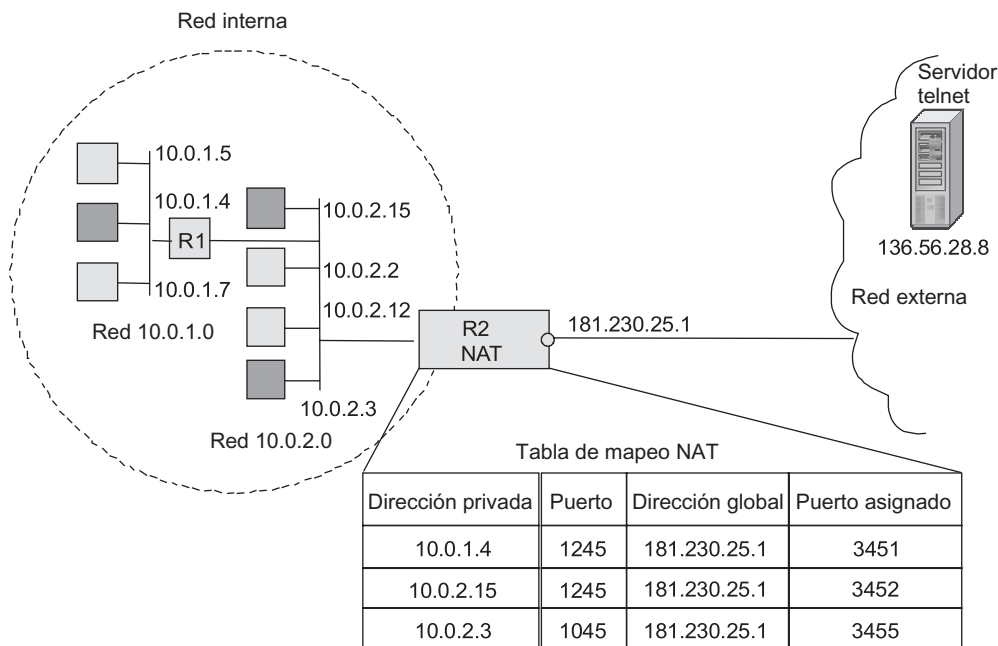 Red interna
Servidor
telnet
10.0.1.5
10.0.1.4
10.0.2.15
R1
136.56.28.8
10.0.2.2
10.0.1.7
Red externa
10.0.2.12
Red 10.0.1.0
R2
NAT
181.230.25.1
10.0.2.3
Red 10.0.2.0
Tabla de mapeo NAT
Dirección privada Puerto Dirección global Puerto asignado
10.0.1.4 1245 181.230.25.1 3451
10.0.2.15 1245 181.230.25.1 3452
10.0.2.3 1045 181.230.25.1 3455